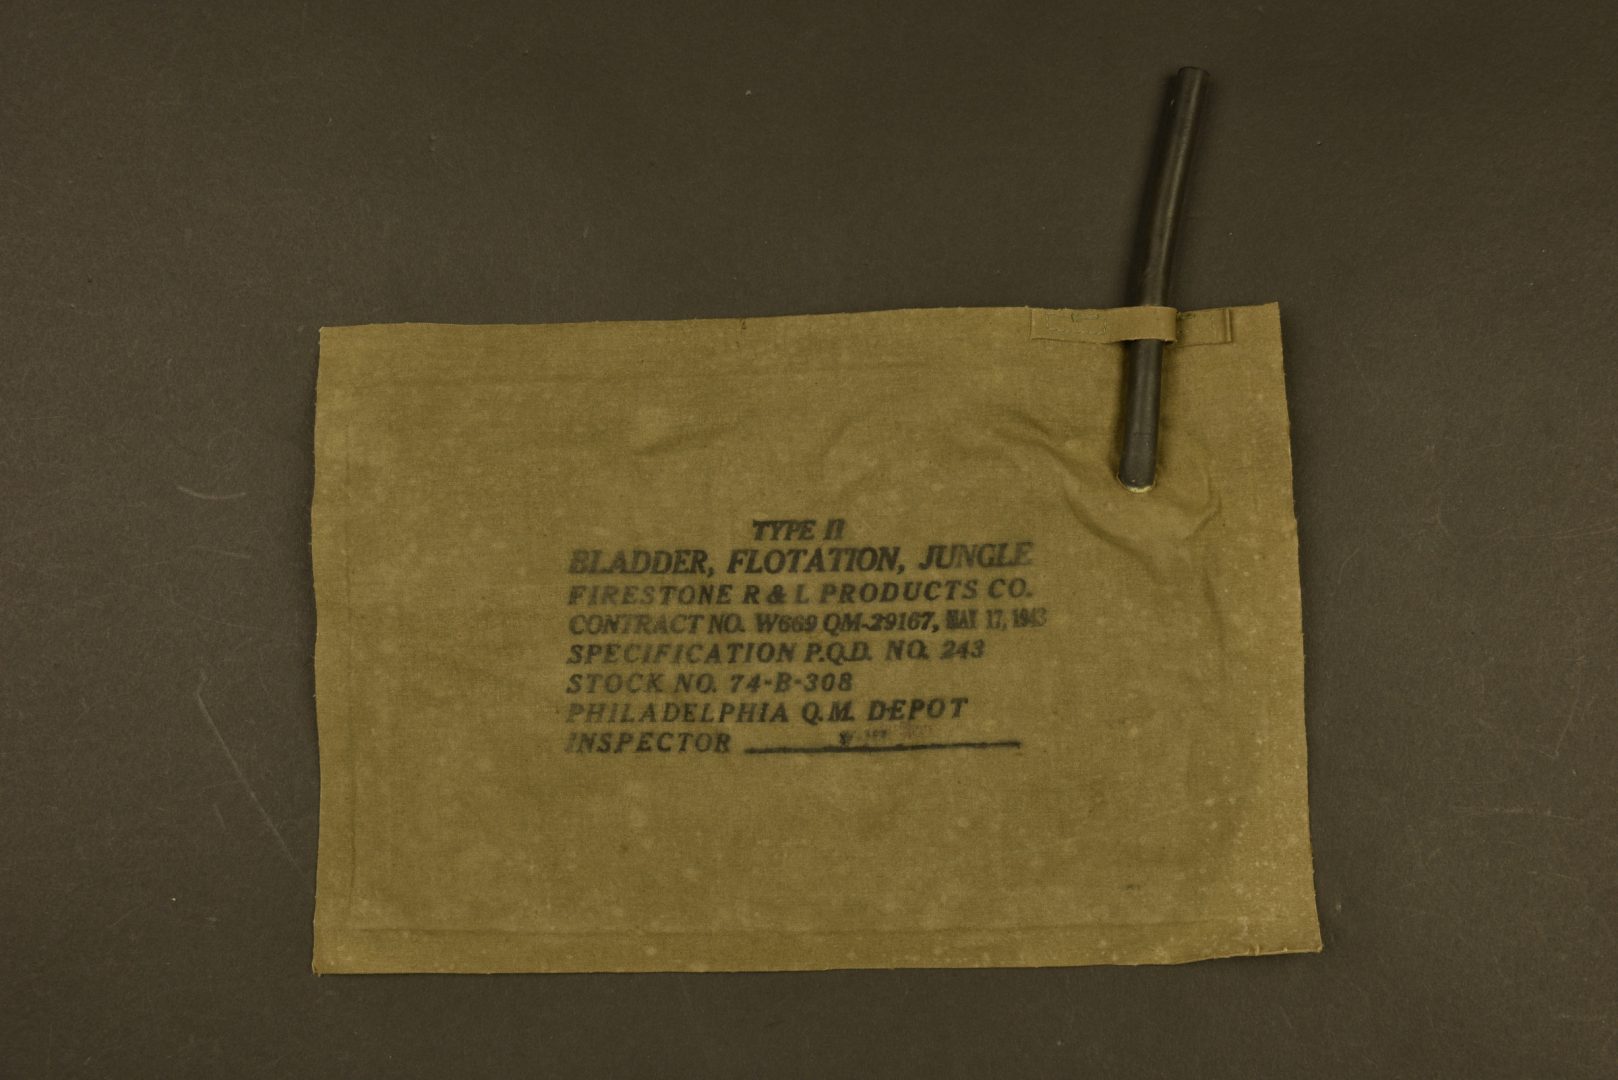 TYPE II
BLADDER, FLOTATION, JUNGLE
FIRESTONE R & L PRODUCTS CO.
CONTRACT NO. W669 QM-29167, MAY 17, 1943
SPECIFICATION P.Q.D. NO. 243
STOCK NO. 74-B-308
PHILADELPHIA Q.M. DEPOT
INSPECTOR